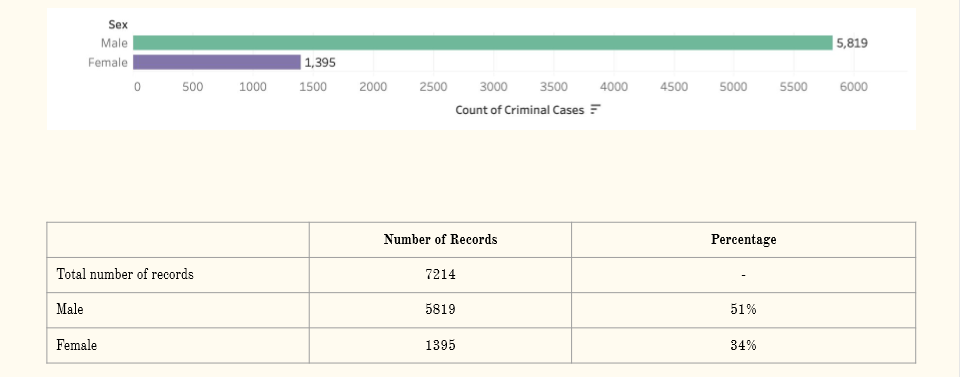 Sex
Male 5,819
Female 1,395
0 500 1000 1500 2000 2500 3000 3500 4000 4500 5000 5500 6000
Count of Criminal Cases
Number of Records Percentage
Total number of records 7214 -
Male 5819 51%
Female 1395 34%